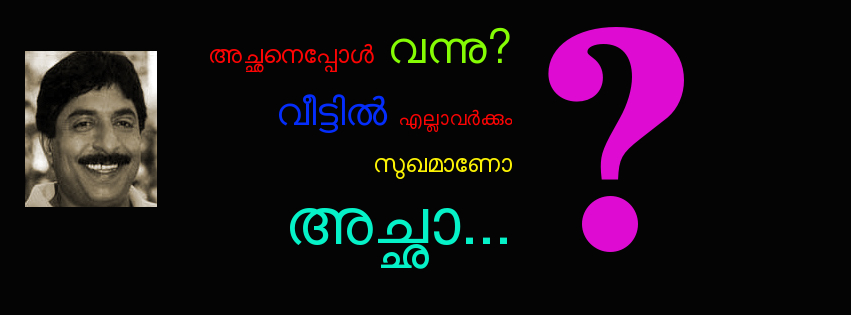 അച്ഛനെപ്പോൾ വന്നു?
വീട്ടിൽ എല്ലാവർക്കും
സുഖമാണോ
അച്ഛാ...
?